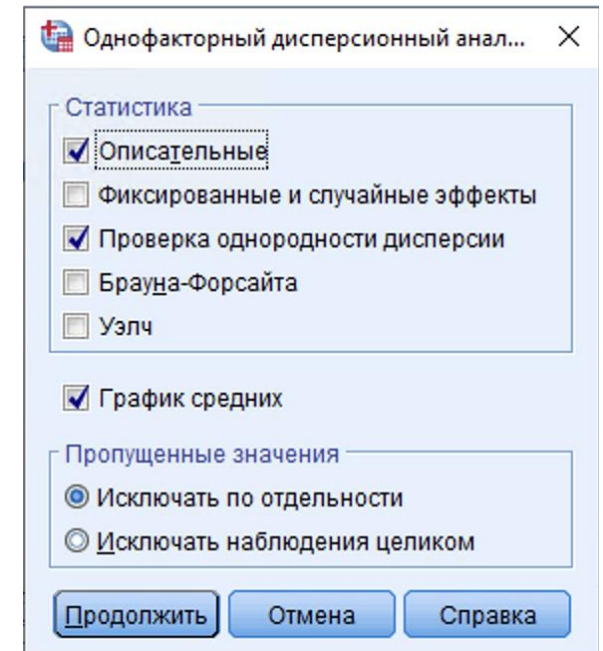 Однофакторный дисперсионный анал...
Статистика
Описательные
Фиксированные и случайные эффекты
Проверка однородности дисперсии
Брауна-Форсайта
Уэлч
График средних
Пропущенные значения
Исключать по отдельности
Исключать наблюдения целиком
Продолжить Отмена Справка